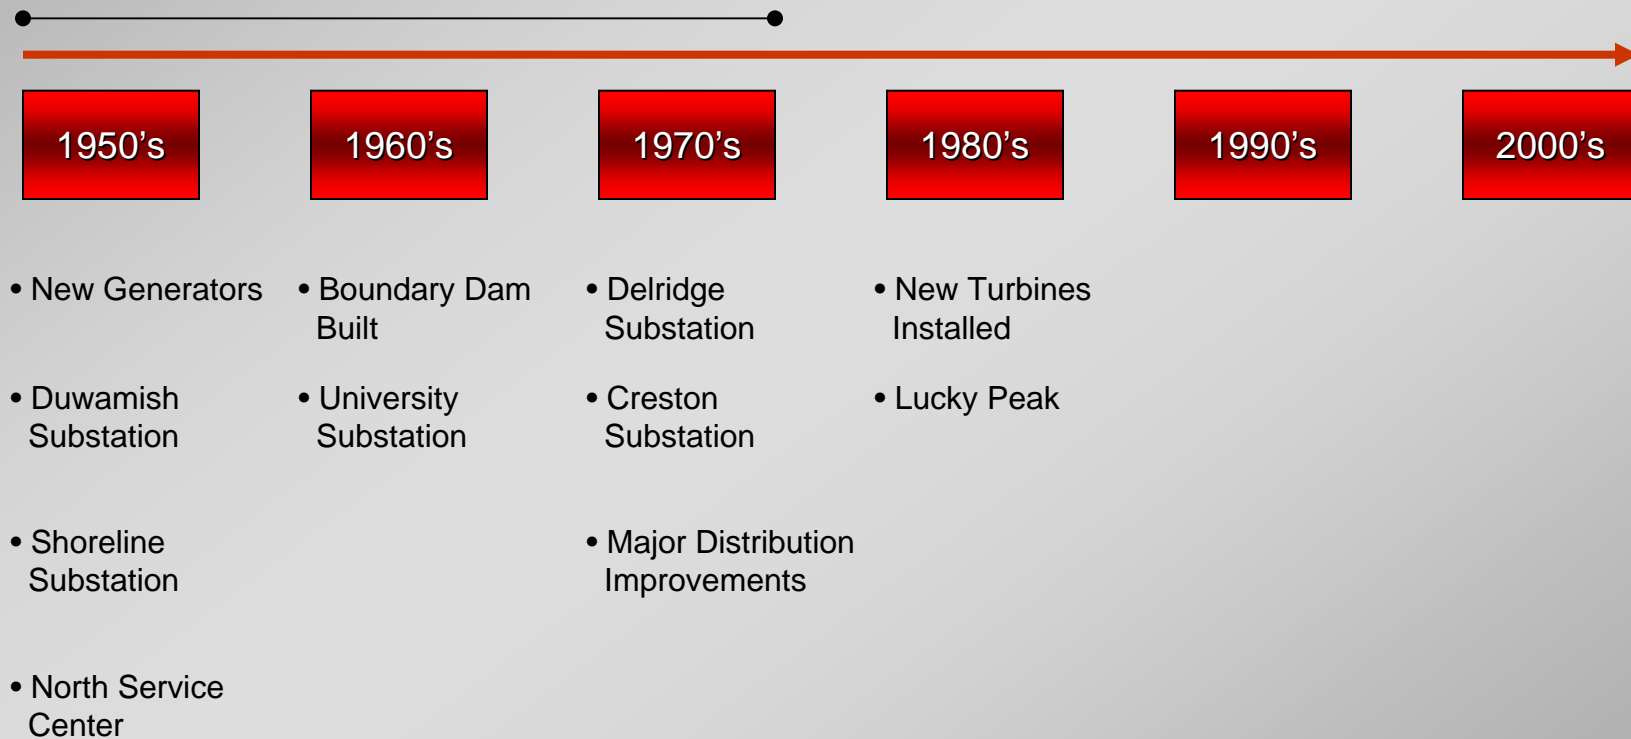 1950’s
1960’s
1970’s
1980’s
1990’s
2000’s
• New Generators
• Duwamish
Substation
• Shoreline
Substation
• North Service
Center
• Boundary Dam
Built
• University
Substation
• Delridge
Substation
• Creston
Substation
• Major Distribution
Improvements
• New Turbines
Installed
• Lucky Peak